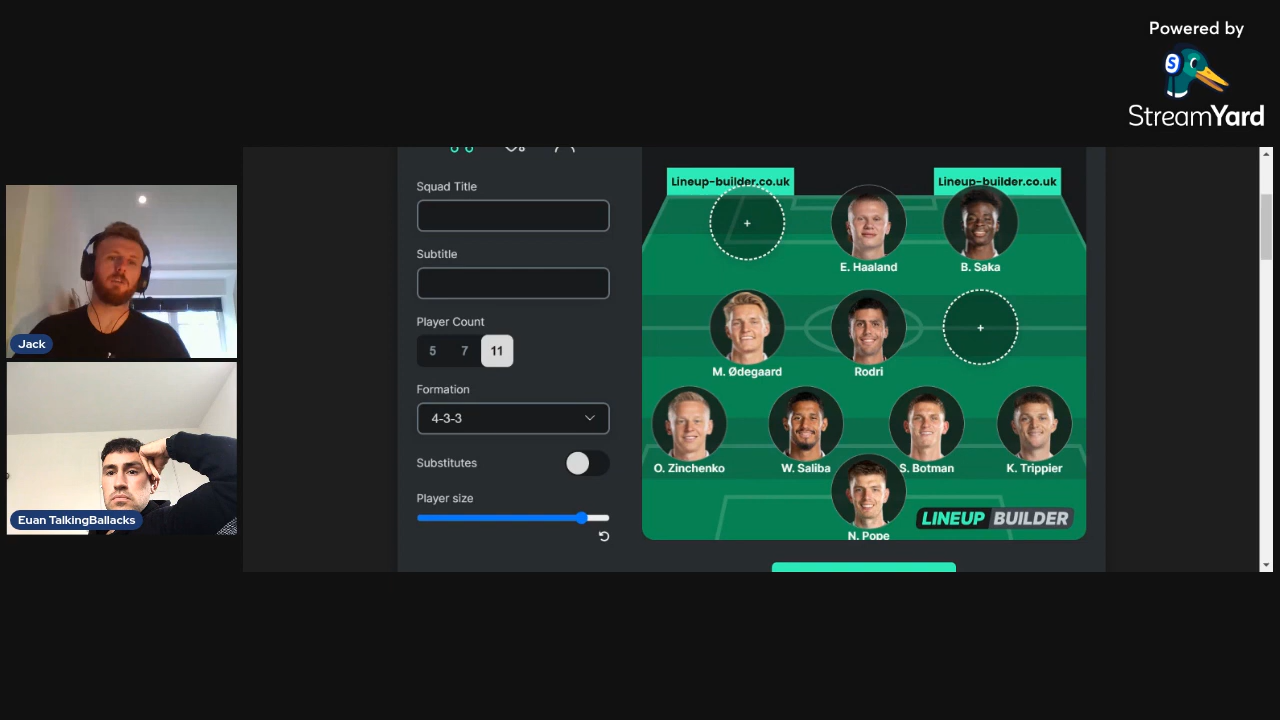 Powered by
StreamYard
Jack
Euan TalkingBallacks
Squad Title
Subtitle
Player Count
5 7 11
Formation
4-3-3
Substitutes
Player size
Lineup-builder.co.uk
Lineup-builder.co.uk
E. Haaland
B. Saka
M. Ødegaard
Rodri
O. Zinchenko
W. Saliba
S. Botman
K. Trippier
N. Pope
LINEUP BUILDER